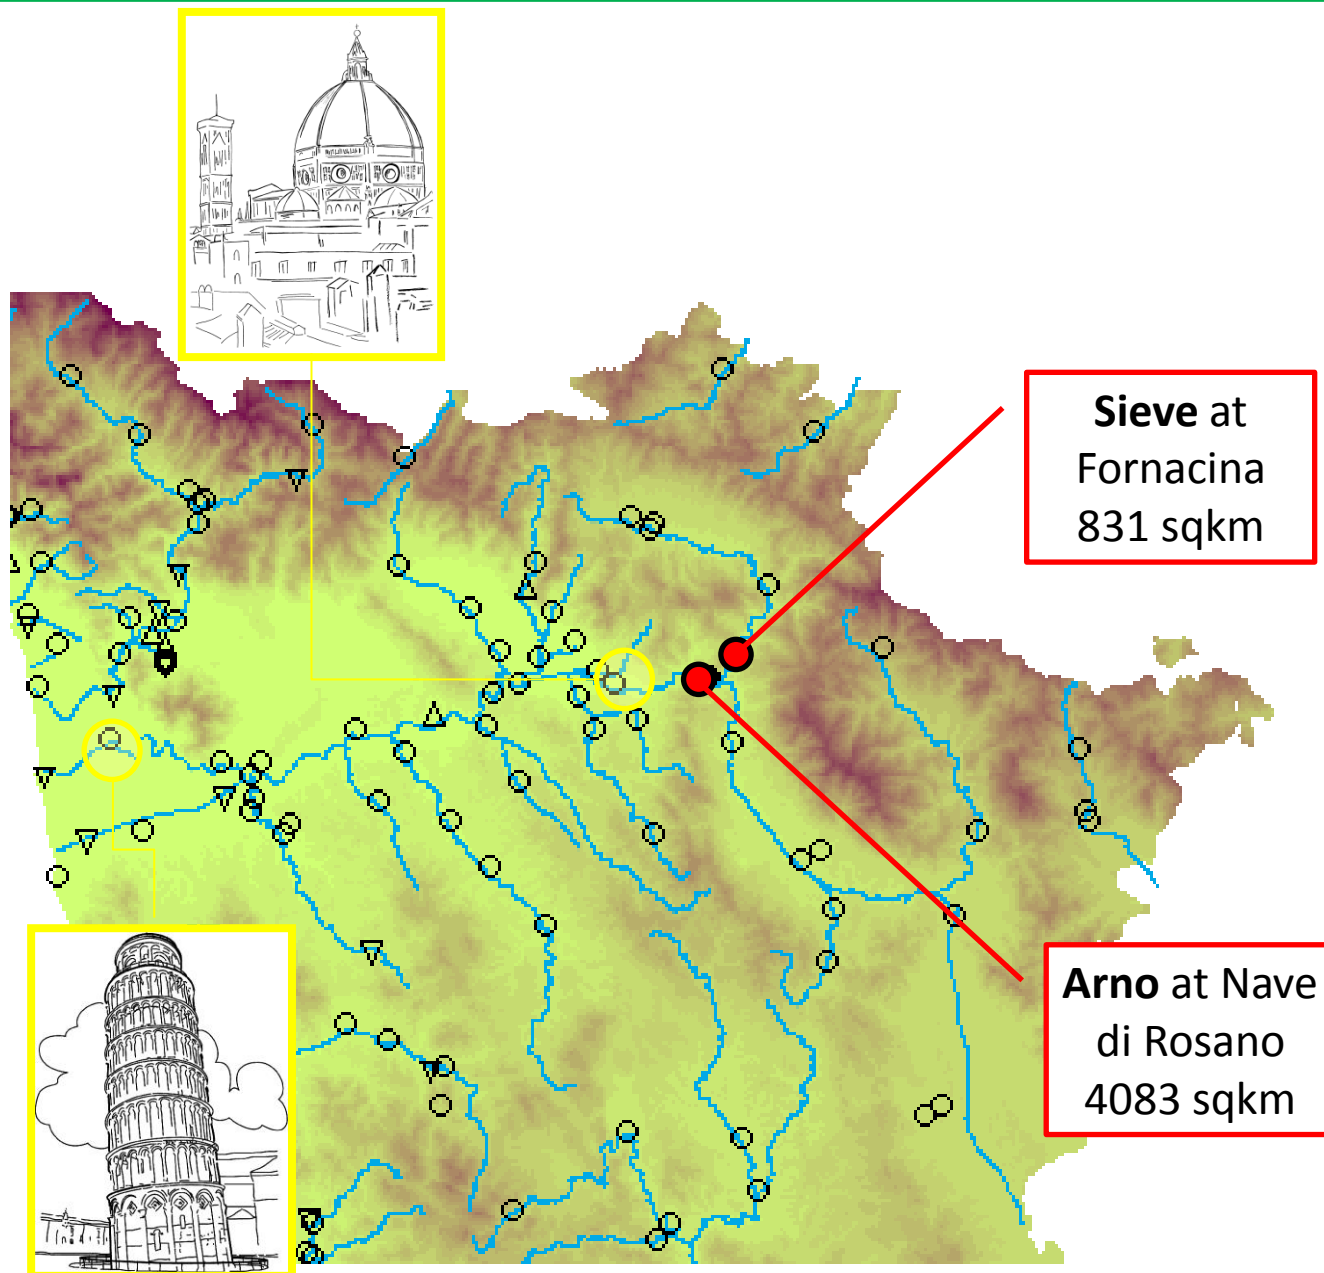 Sieve at
Fornacina
831 sqkm
Arno at Nave
di Rosano
4083 sqkm